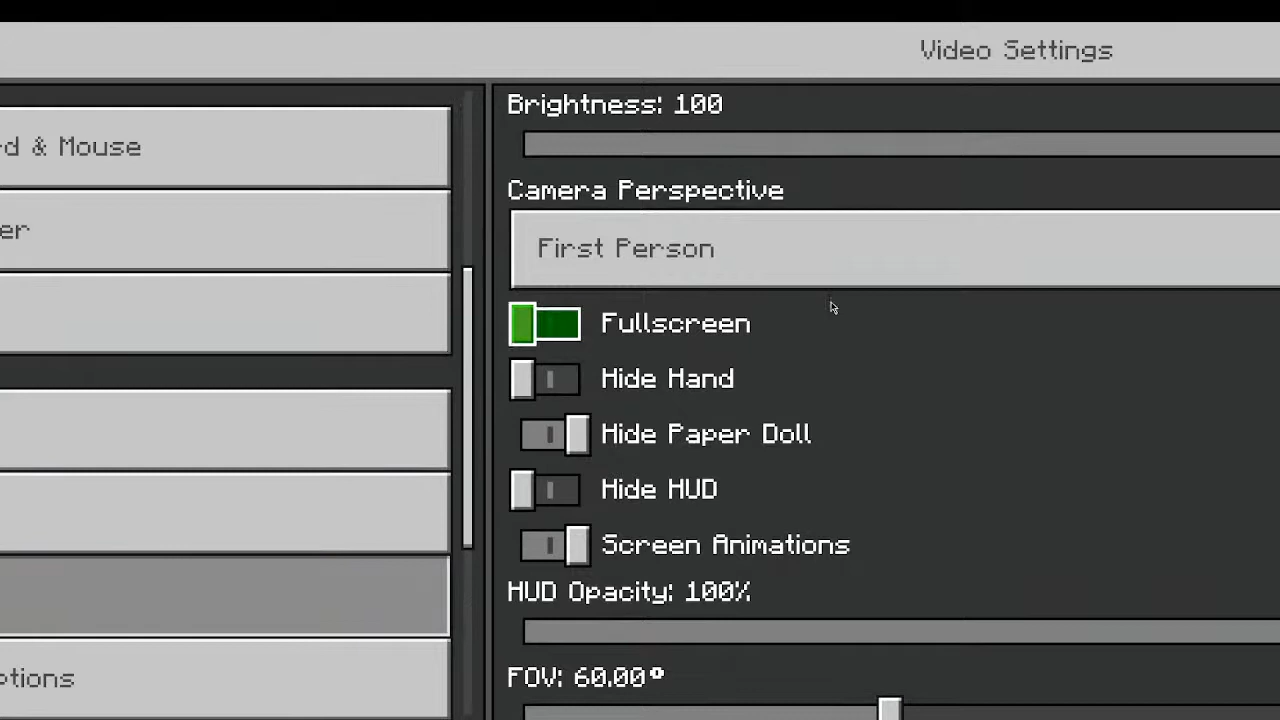 Video Settings
Brightness: 100
d & Mouse
Camera Perspective
er
First Person
Fullscreen
Hide Hand
Hide Paper Doll
Hide HUD
Screen Animations
HUD Opacity: 100%
FOV: 60.00°
ptions